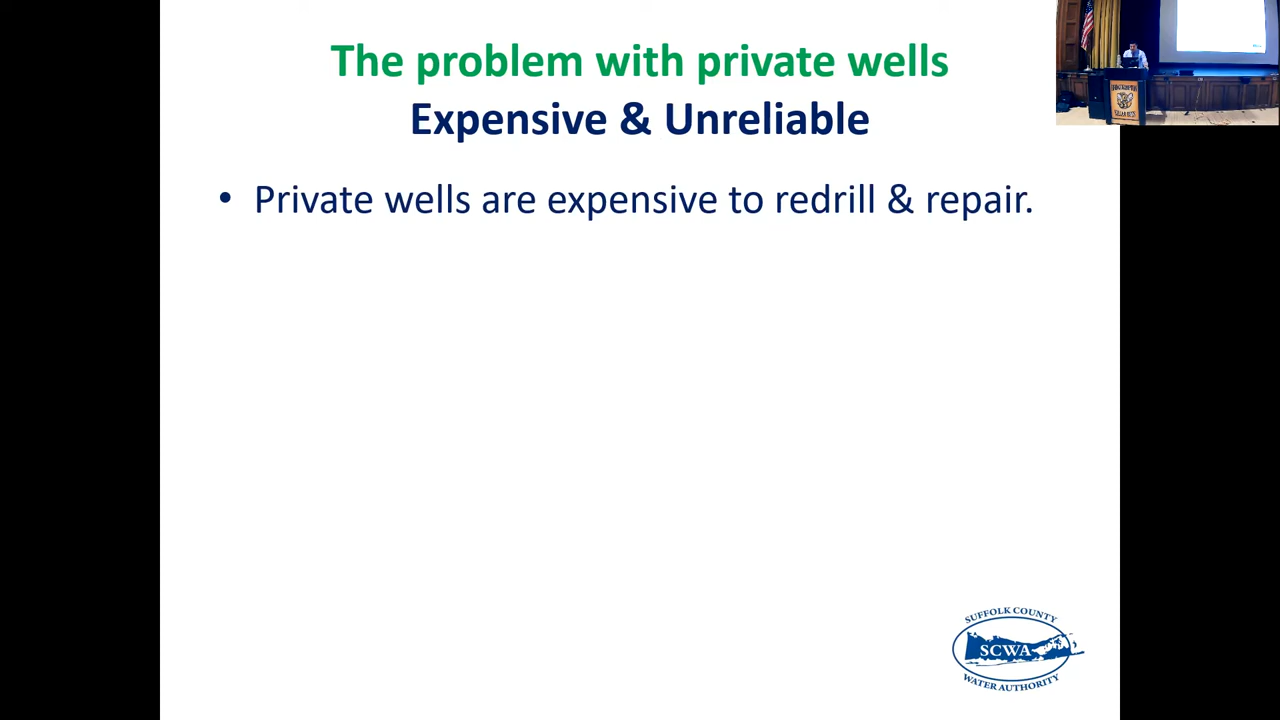 The problem with private wells
Expensive & Unreliable
• Private wells are expensive to redrill & repair.
SUFFOLK COUNTY
SCWA
WATER AUTHORITY